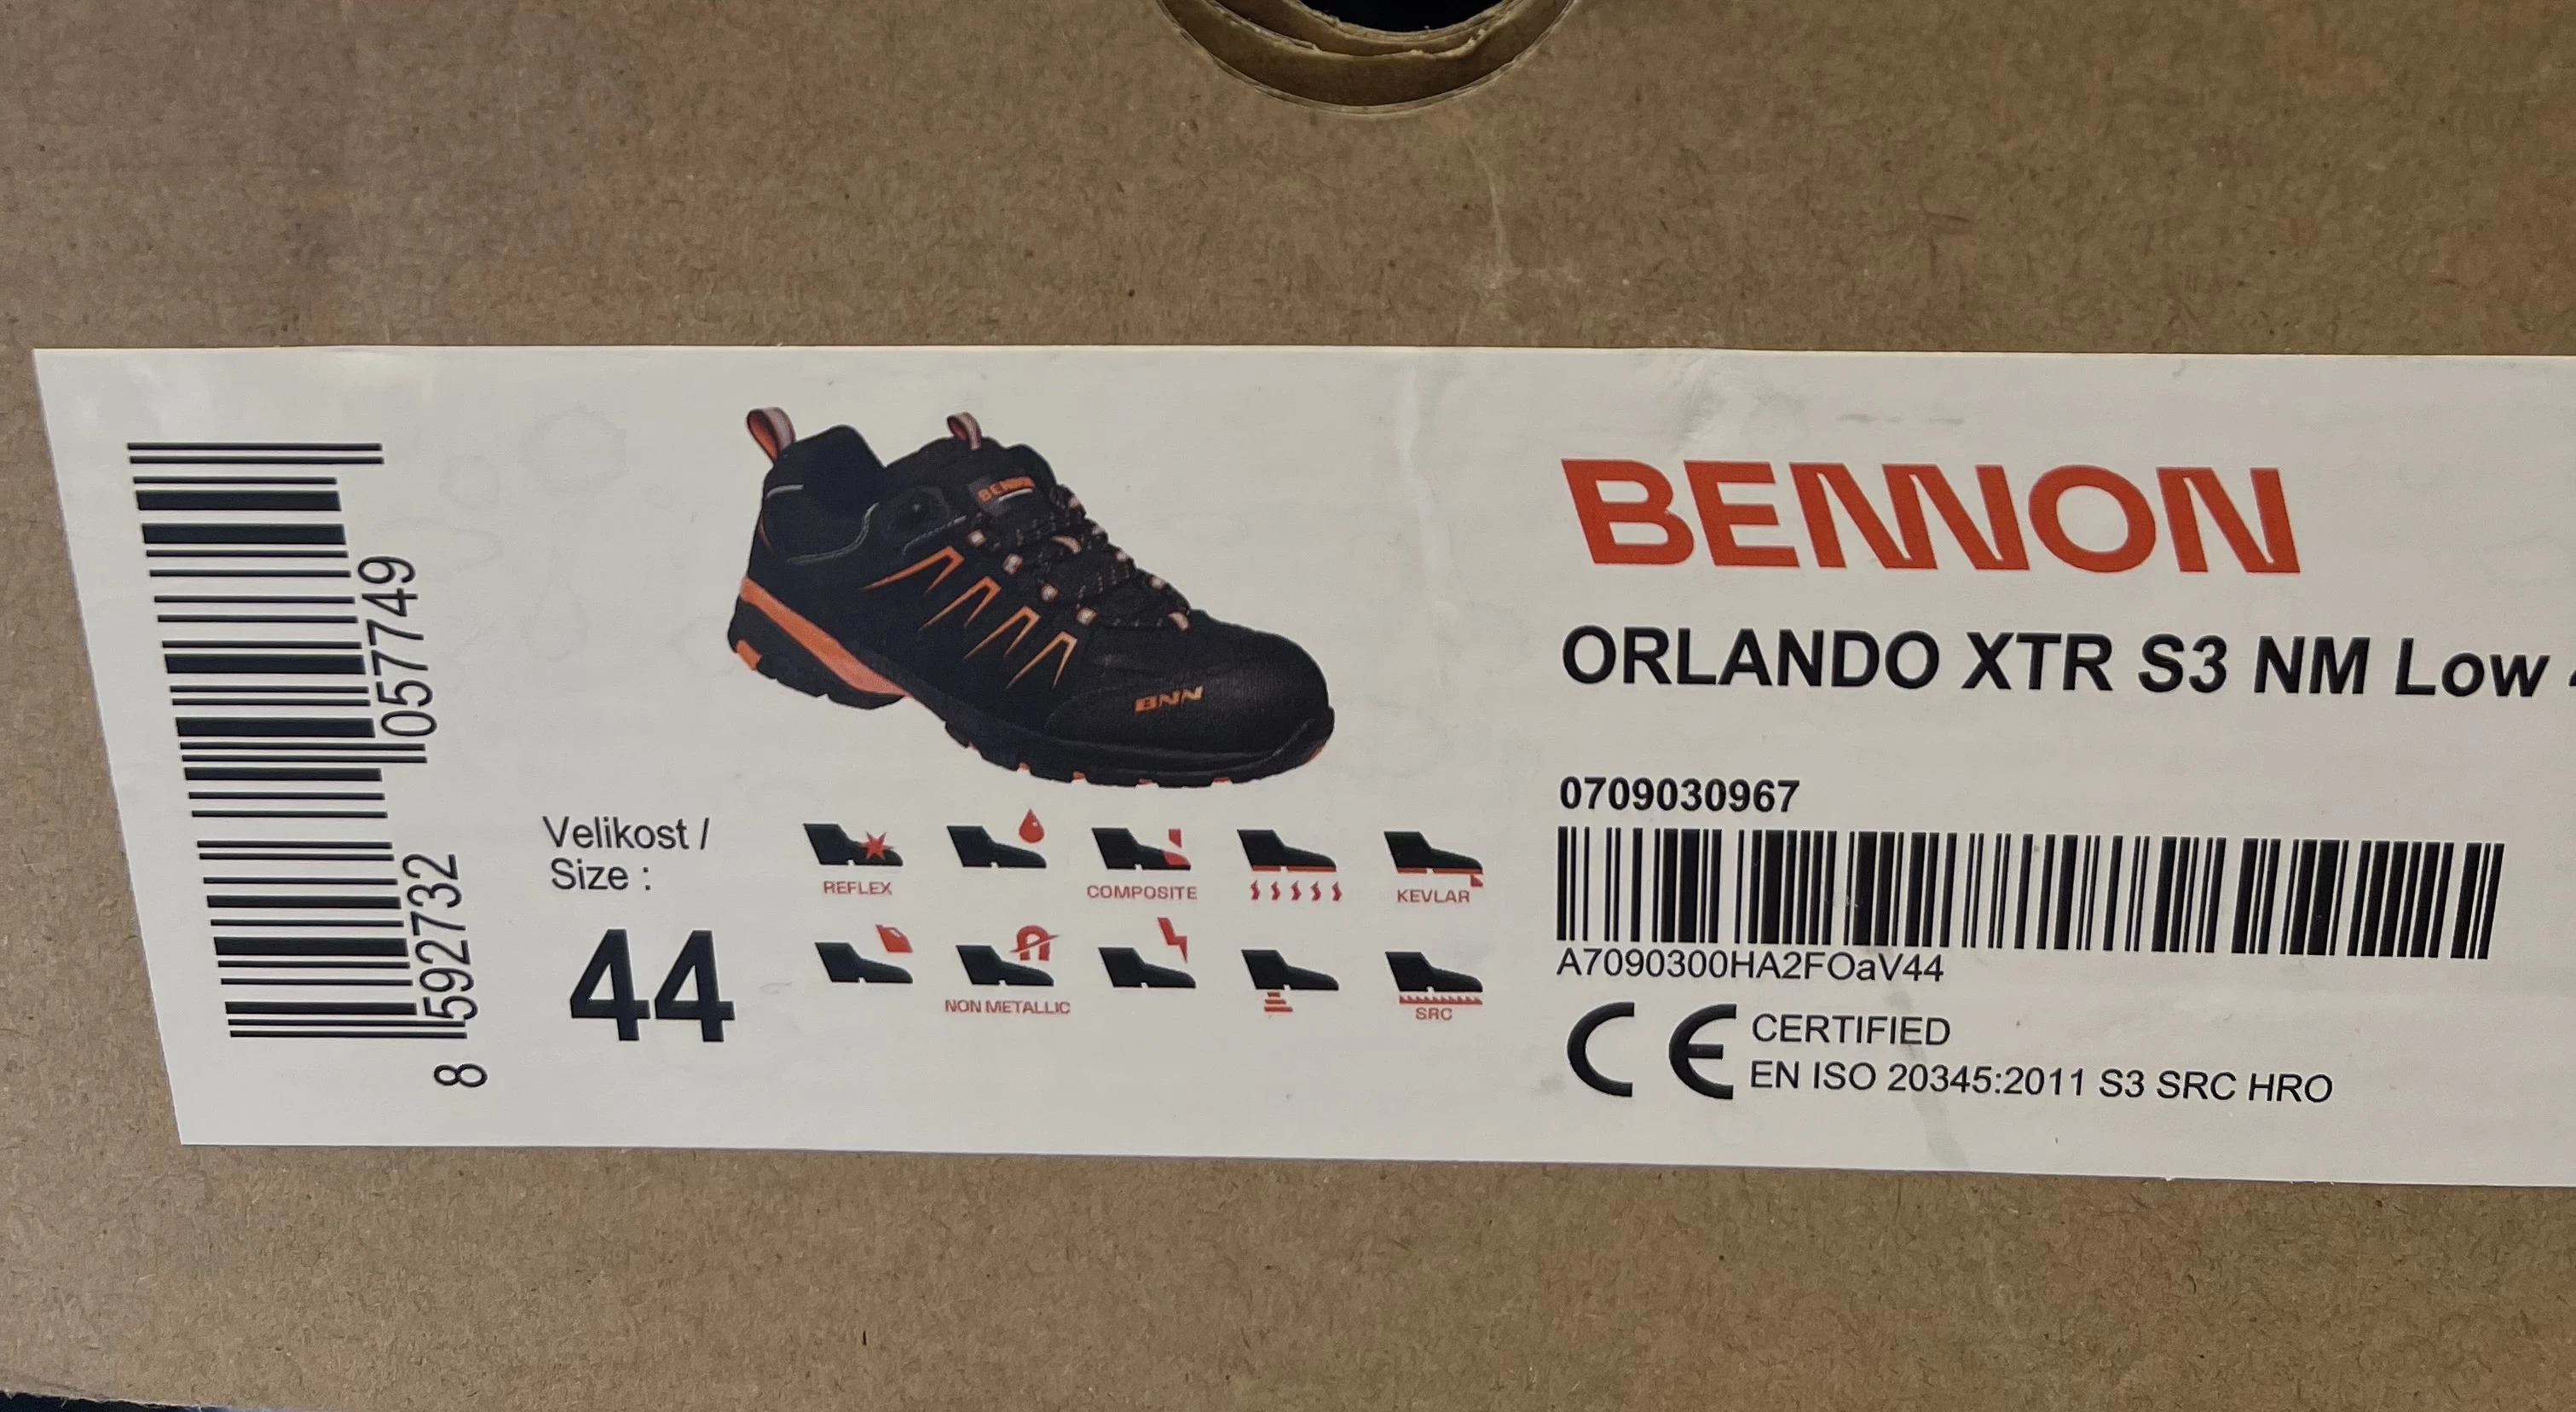 8 592732 057749
BENNON
BNN
Velikost /
Size :
44
REFLEX
COMPOSITE
KEVLAR
NON METALLIC
SRC
BENNON
ORLANDO XTR S3 NM Low
0709030967
A7090300HA2FOaV44
CE CERTIFIED
EN ISO 20345:2011 S3 SRC HRO